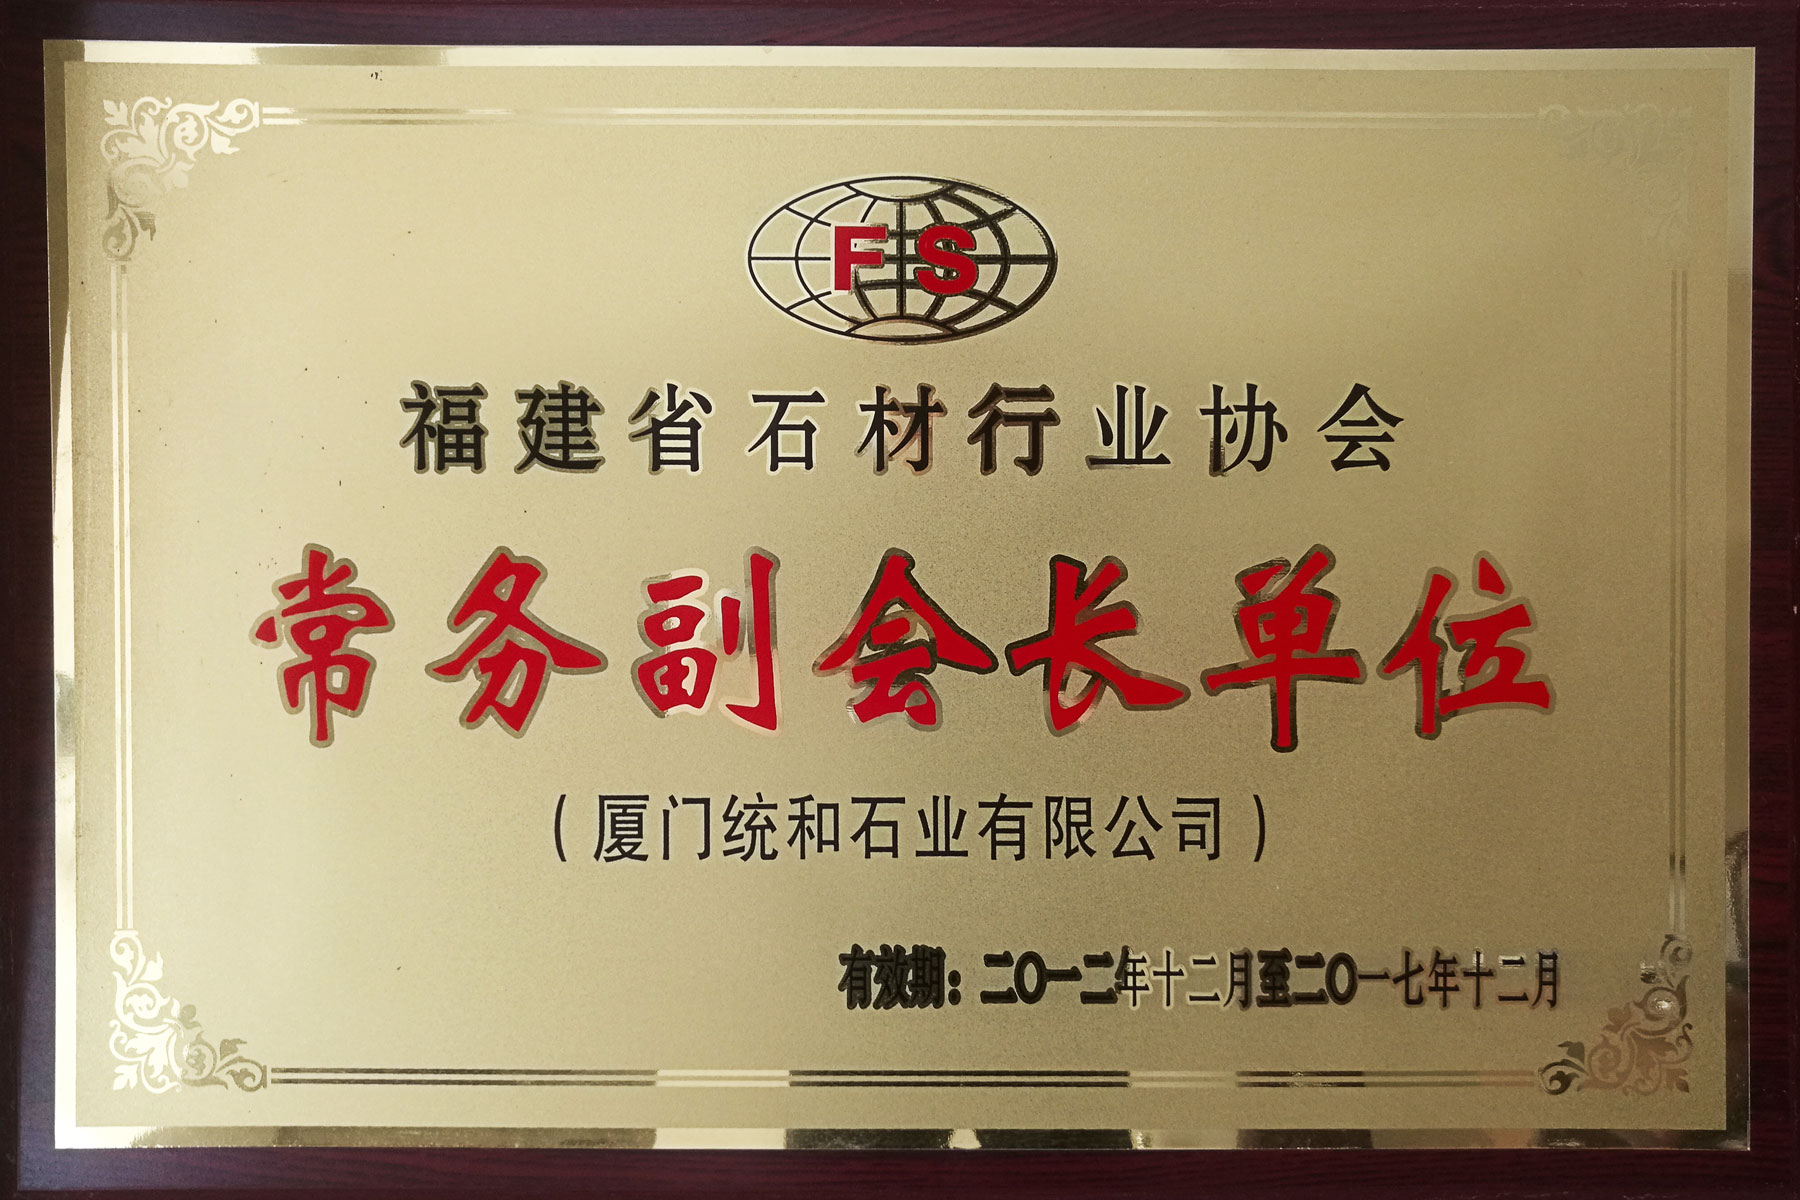 FS
福建省石材行业协会
常务副会长单位
(厦门统和石业有限公司)
有效期：二〇一二年十二月至二〇一七年十二月